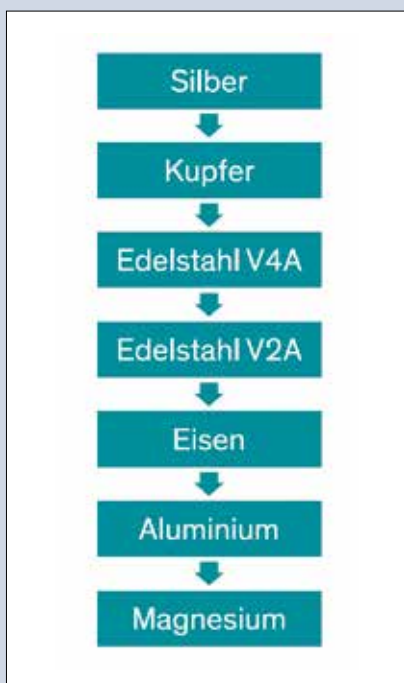 Silber
Kupfer
Edelstahl V4A
Edelstahl V2A
Eisen
Aluminium
Magnesium